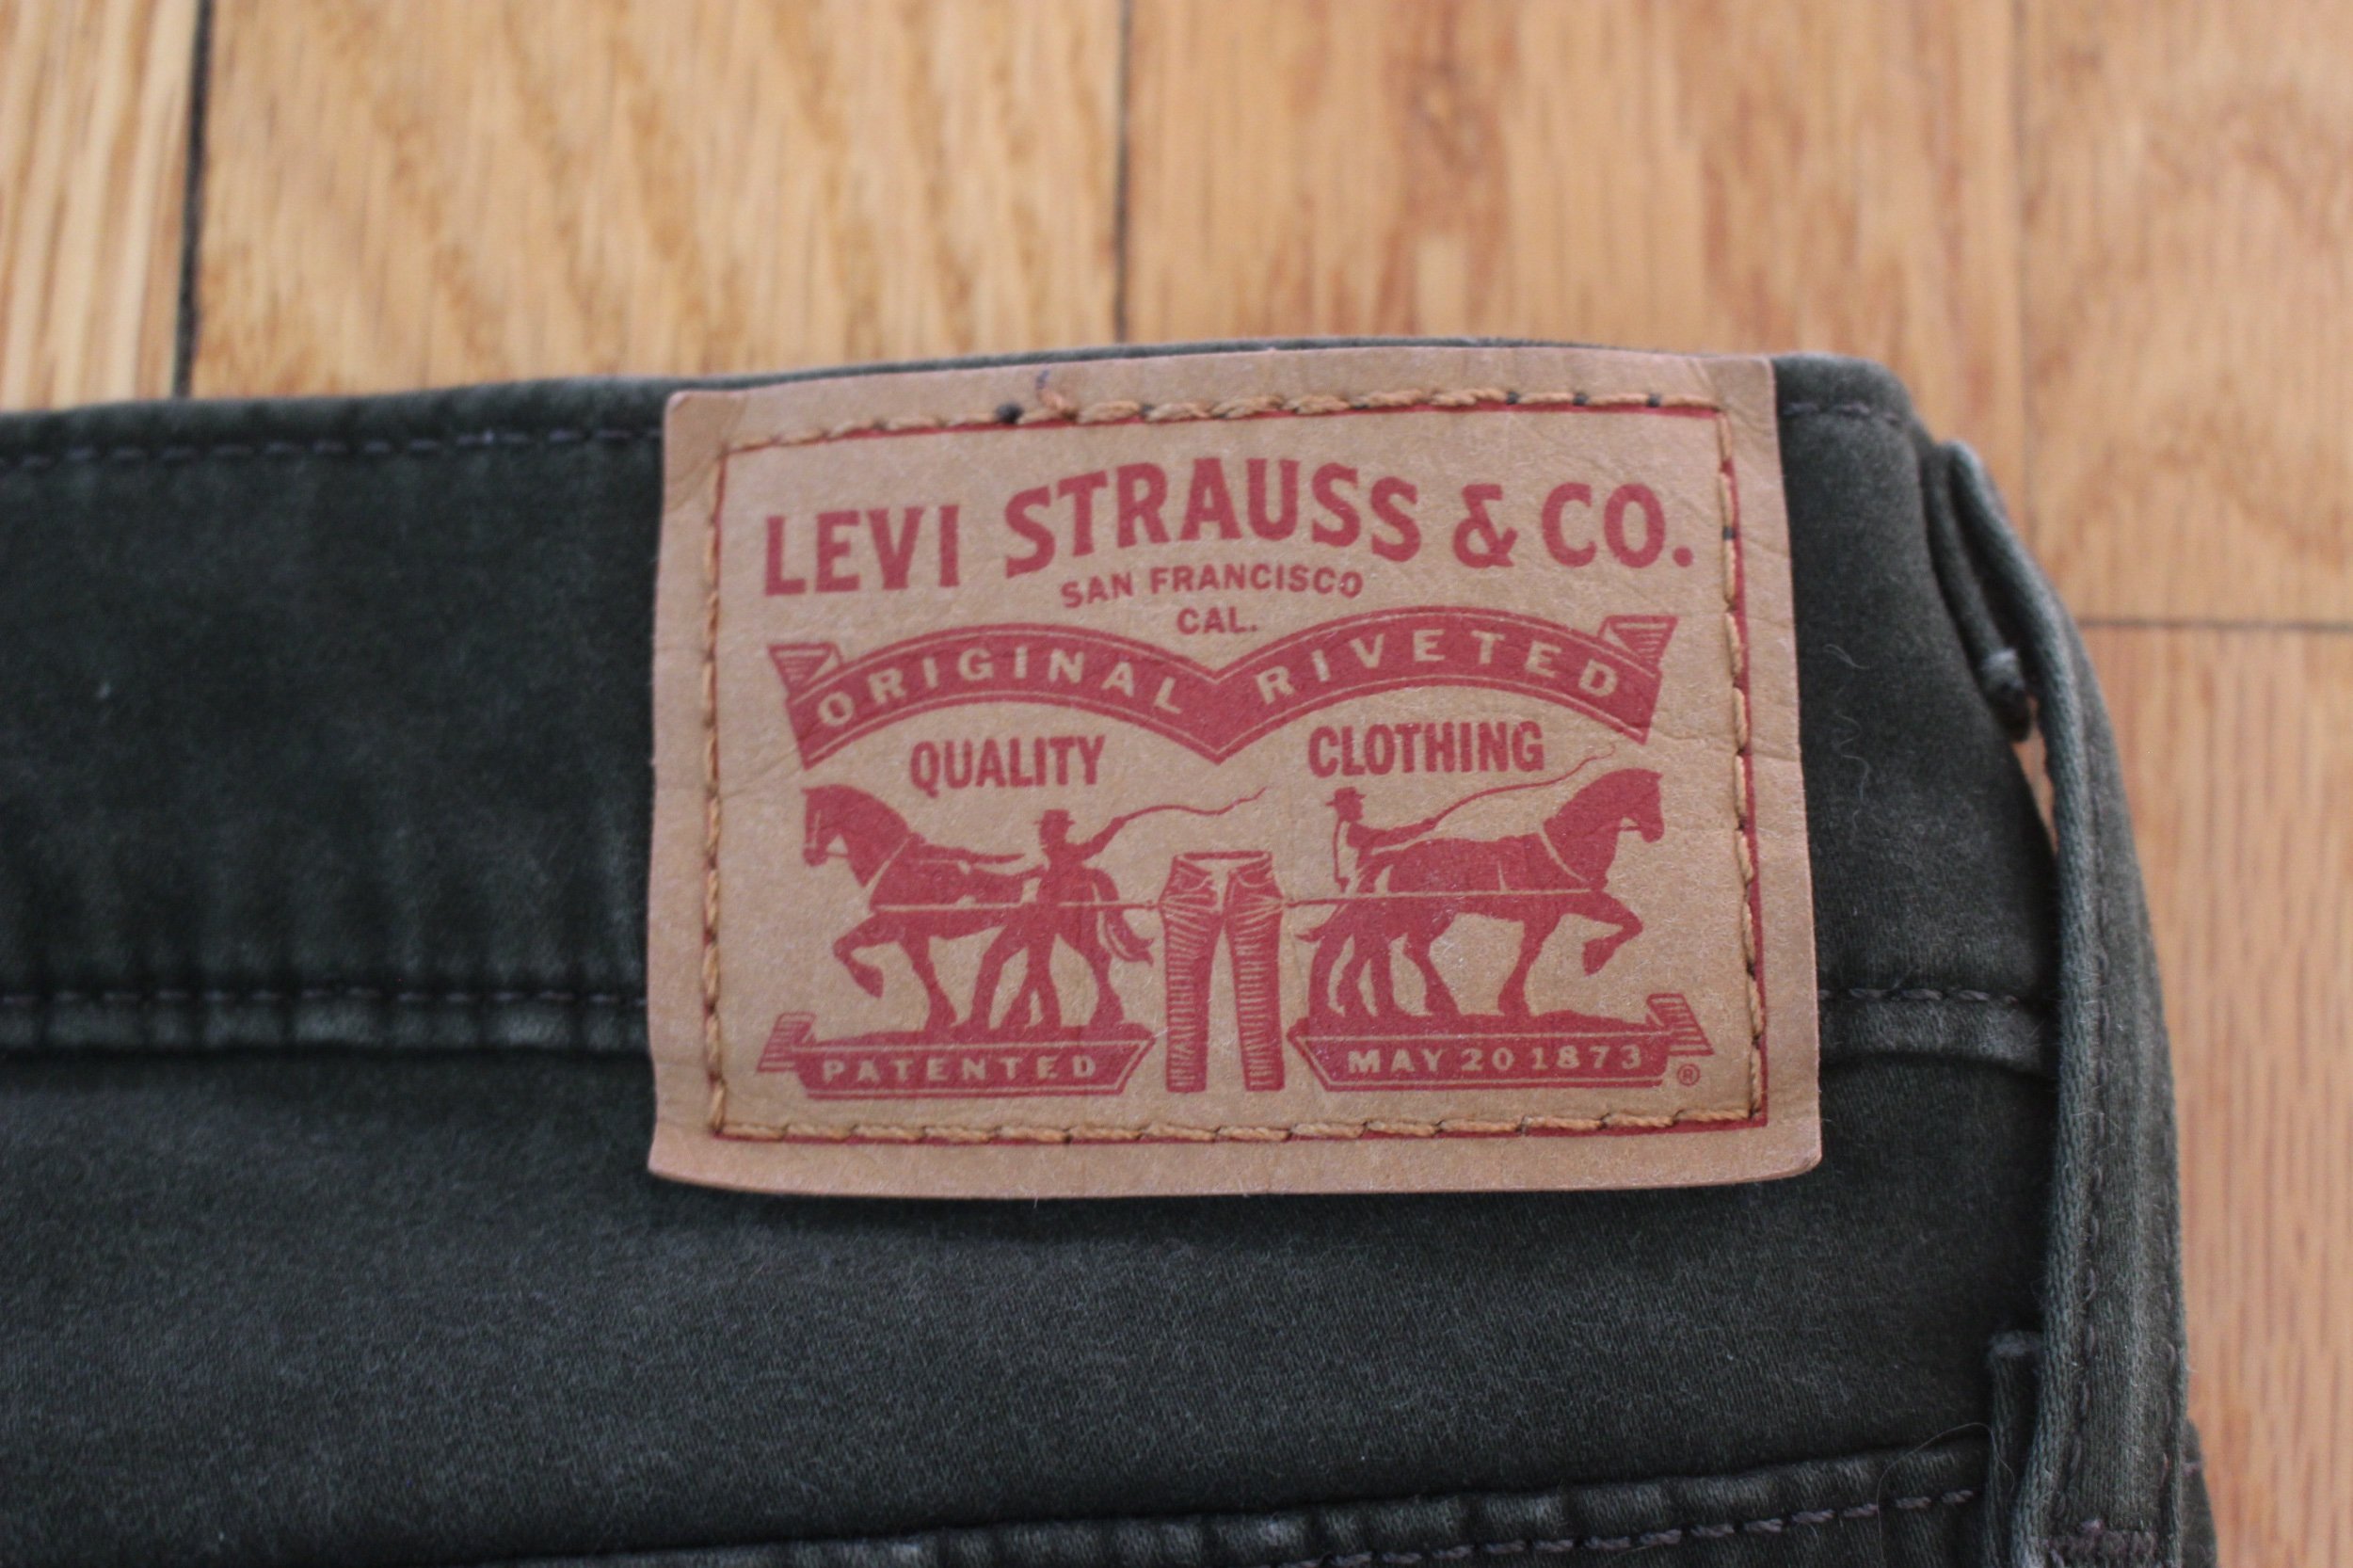 LEVI STRAUSS & CO.
SAN FRANCISCO
CAL.
ORIGINAL RIVETED
QUALITY CLOTHING
PATENTED MAY 20 1873 ®